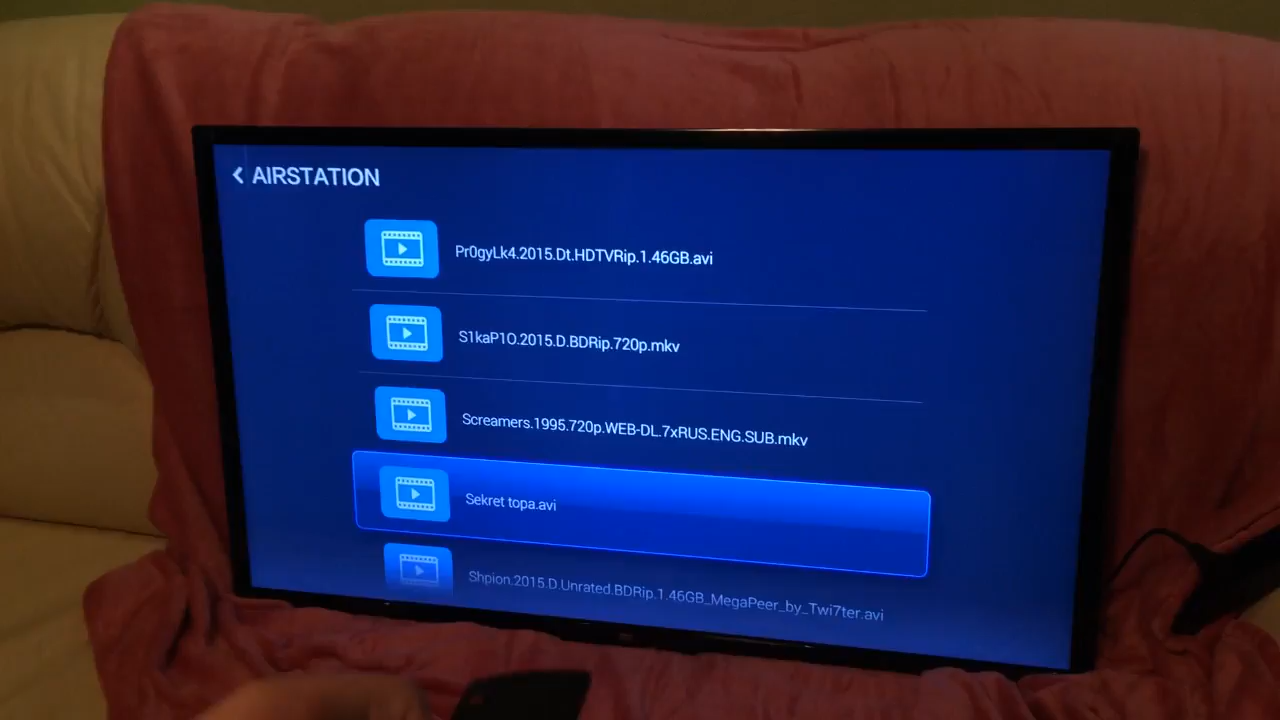 AIRSTATION
Pr0gyLk4.2015.Dt.HDTVRip.1.46GB.avi
S1kaP1O.2015.D.BDRip.720p.mkv
Screamers.1995.720p.WEB-DL.7xRUS.ENG.SUB.mkv
Sekret topa.avi
Shpion.2015.D.Unrated.BDRip.1.46GB_MegaPeer_by_Twi7ter.avi